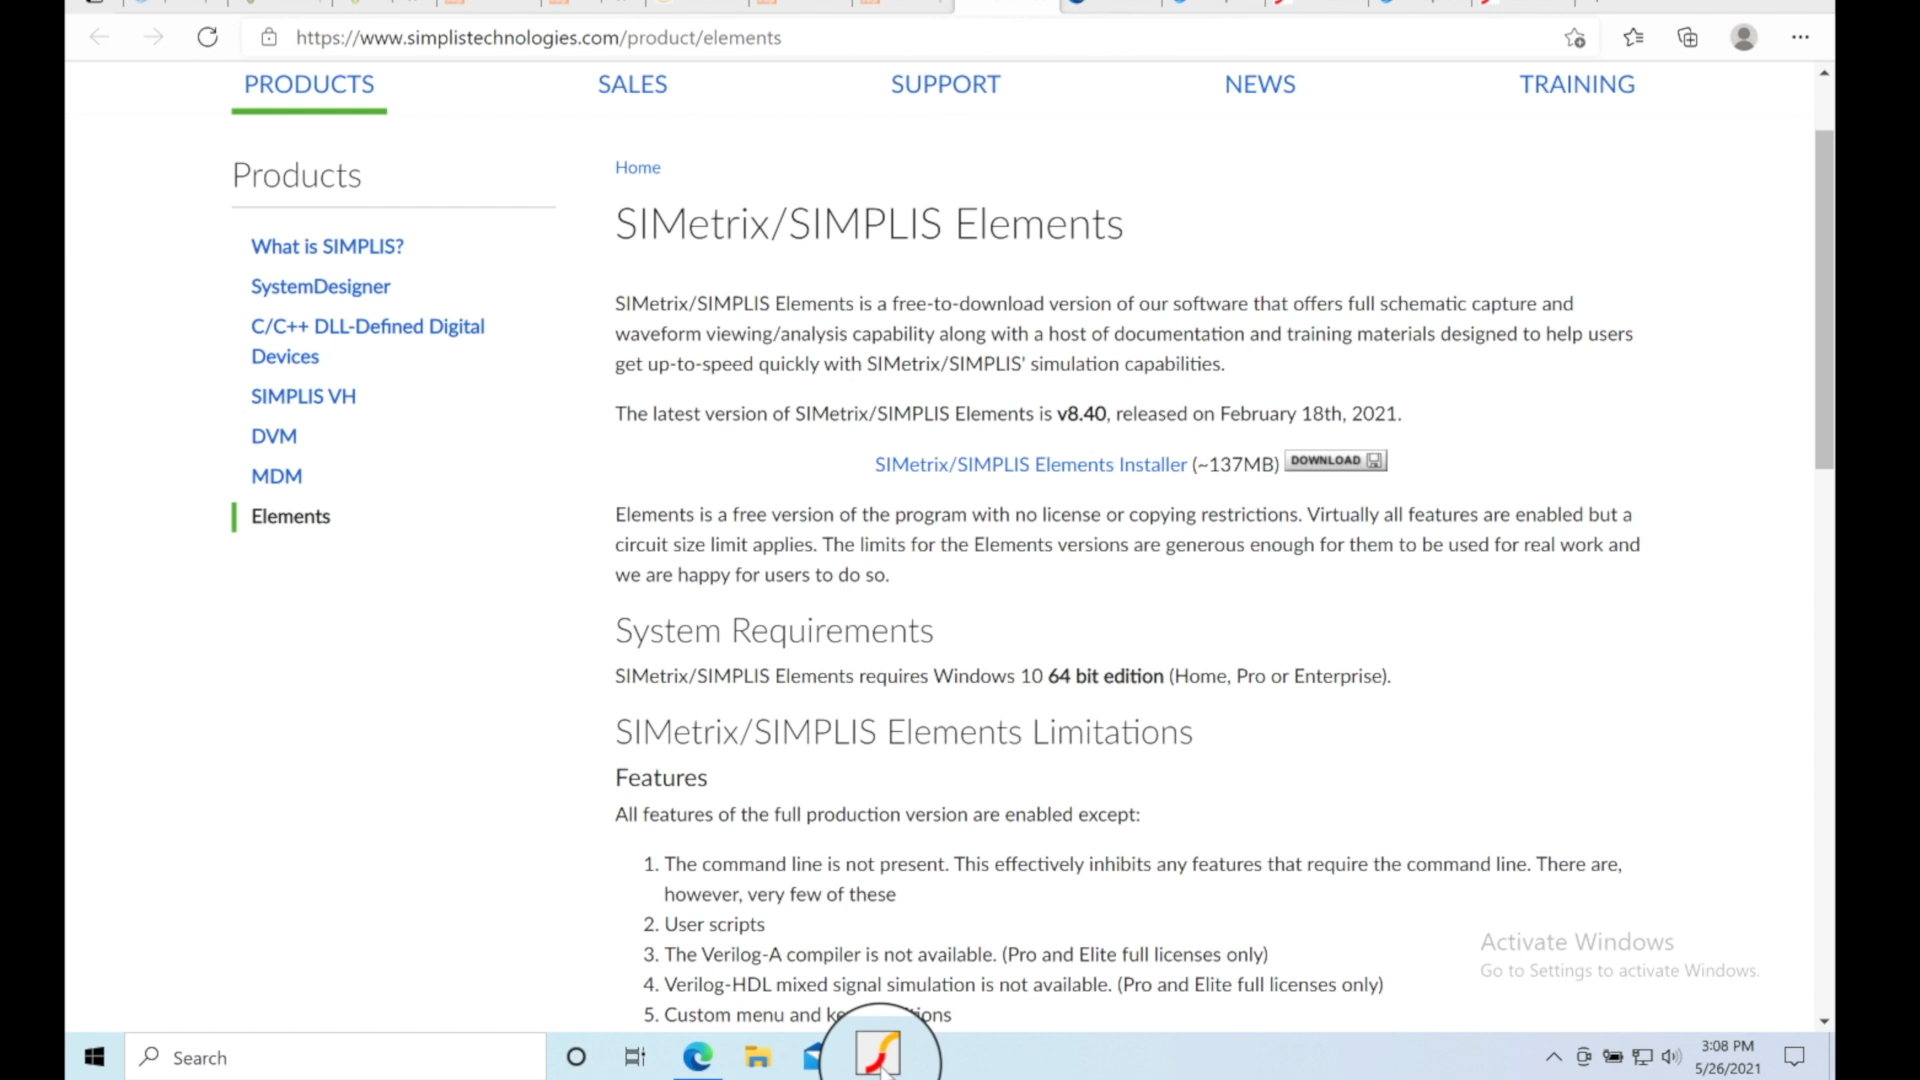 https://www.simplistechnologies.com/product/elements
PRODUCTS SALES SUPPORT NEWS TRAINING
Products
What is SIMPLIS?
SystemDesigner
C/C++ DLL-Defined Digital
Devices
SIMPLIS VH
DVM
MDM
Elements
Home
SIMetrix/SIMPLIS Elements
SIMetrix/SIMPLIS Elements is a free-to-download version of our software that offers full schematic capture and
waveform viewing/analysis capability along with a host of documentation and training materials designed to help users
get up-to-speed quickly with SIMetrix/SIMPLIS' simulation capabilities.
The latest version of SIMetrix/SIMPLIS Elements is v8.40, released on February 18th, 2021.
SIMetrix/SIMPLIS Elements Installer (~137MB) DOWNLOAD
Elements is a free version of the program with no license or copying restrictions. Virtually all features are enabled but a
circuit size limit applies. The limits for the Elements versions are generous enough for them to be used for real work and
we are happy for users to do so.
System Requirements
SIMetrix/SIMPLIS Elements requires Windows 10 64 bit edition (Home, Pro or Enterprise).
SIMetrix/SIMPLIS Elements Limitations
Features
All features of the full production version are enabled except:
1. The command line is not present. This effectively inhibits any features that require the command line. There are,
however, very few of these
2. User scripts
3. The Verilog-A compiler is not available. (Pro and Elite full licenses only)
4. Verilog-HDL mixed signal simulation is not available. (Pro and Elite full licenses only)
5. Custom menu and
Activate Windows
Go to Settings to activate Windows.
Search
3:08 PM
5/26/2021